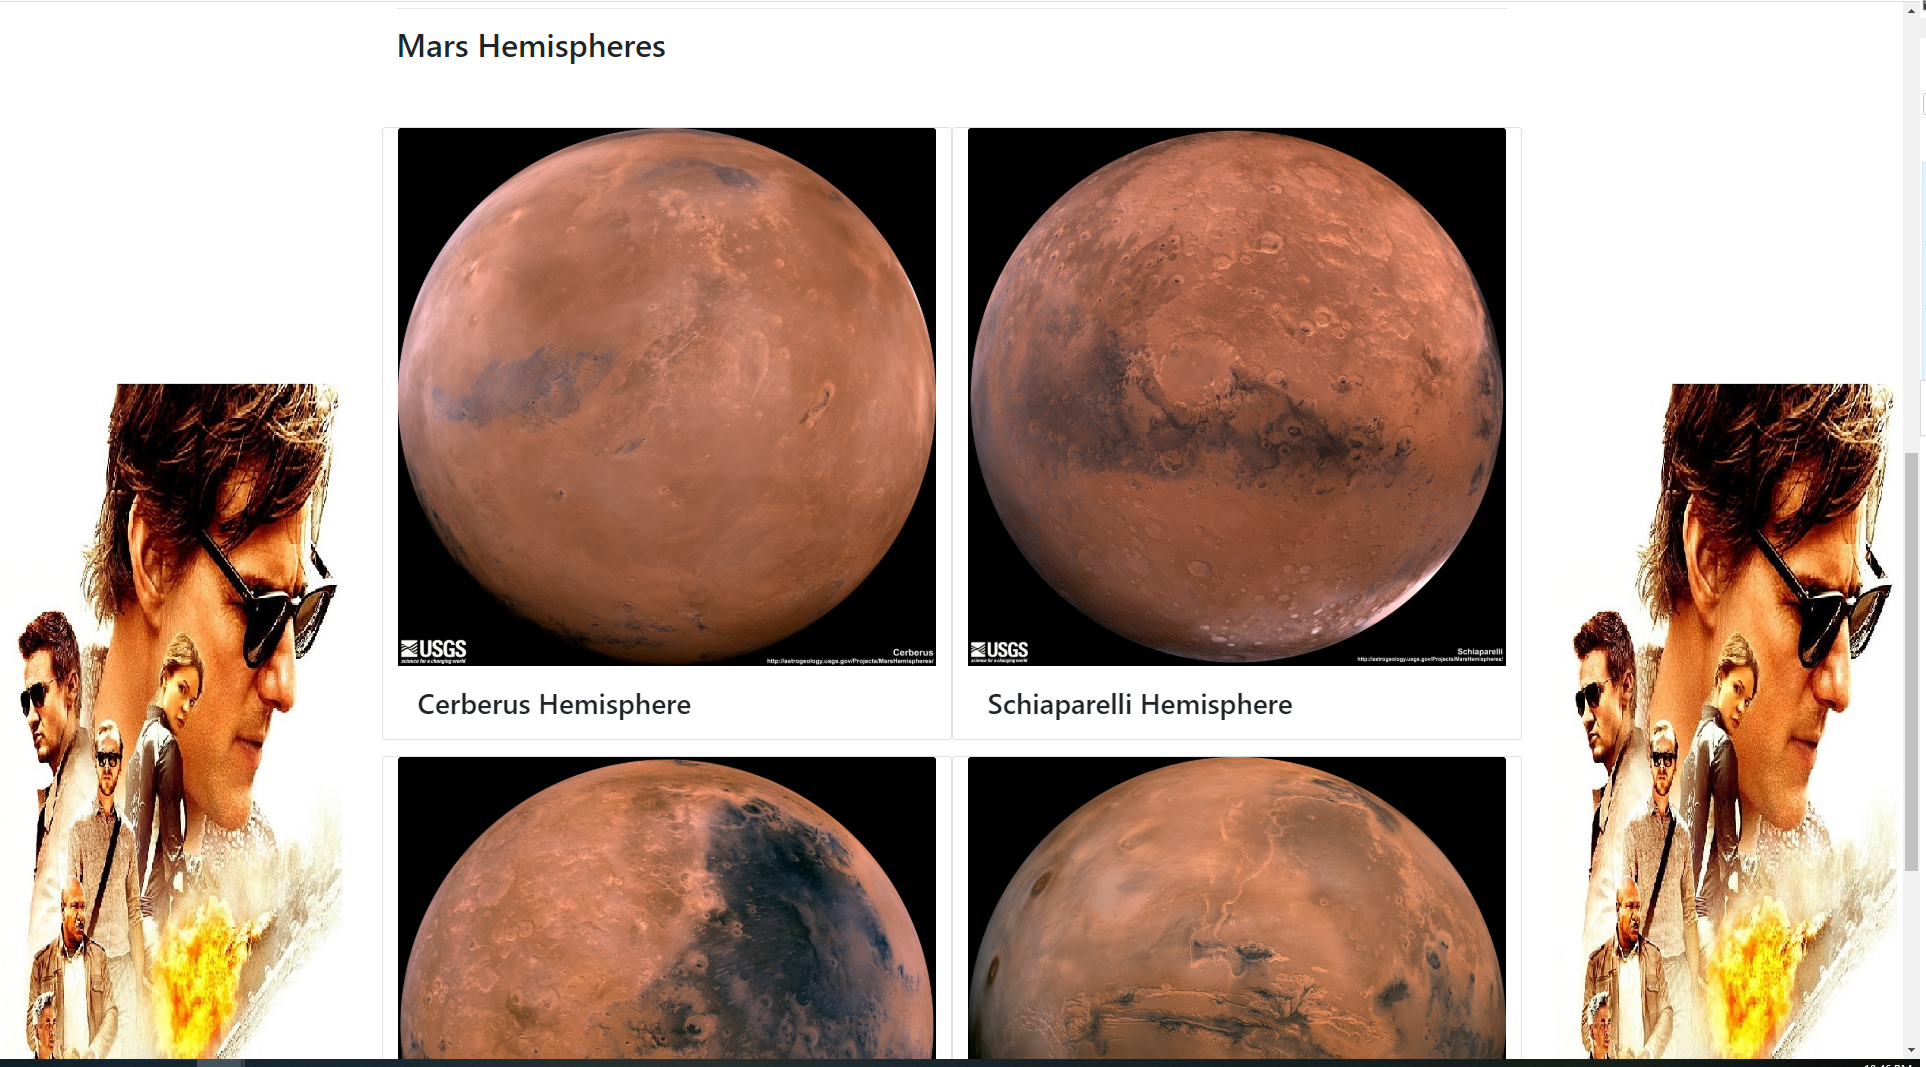 Mars Hemispheres
USGS
science for a changing world
Cerberus
http://astrogeology.usgs.gov/Projects/MarsHemispheres/
USGS
science for a changing world
Schiaparelli
http://astrogeology.usgs.gov/Projects/MarsHemispheres/
Cerberus Hemisphere
Schiaparelli Hemisphere